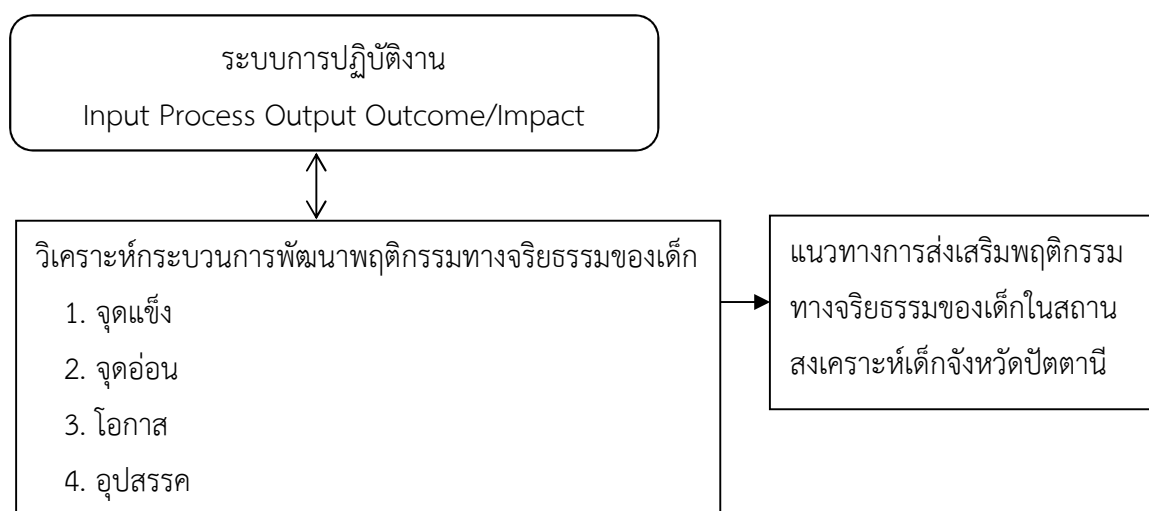 ระบบการปฏิบัติงาน
Input Process Output Outcome/Impact
วิเคราะห์กระบวนการพัฒนาพฤติกรรมทางจริยธรรมของเด็ก
1. จุดแข็ง
2. จุดอ่อน
3. โอกาส
4. อุปสรรค
แนวทางการส่งเสริมพฤติกรรม
ทางจริยธรรมของเด็กในสถาน
สงเคราะห์เด็กจังหวัดปัตตานี